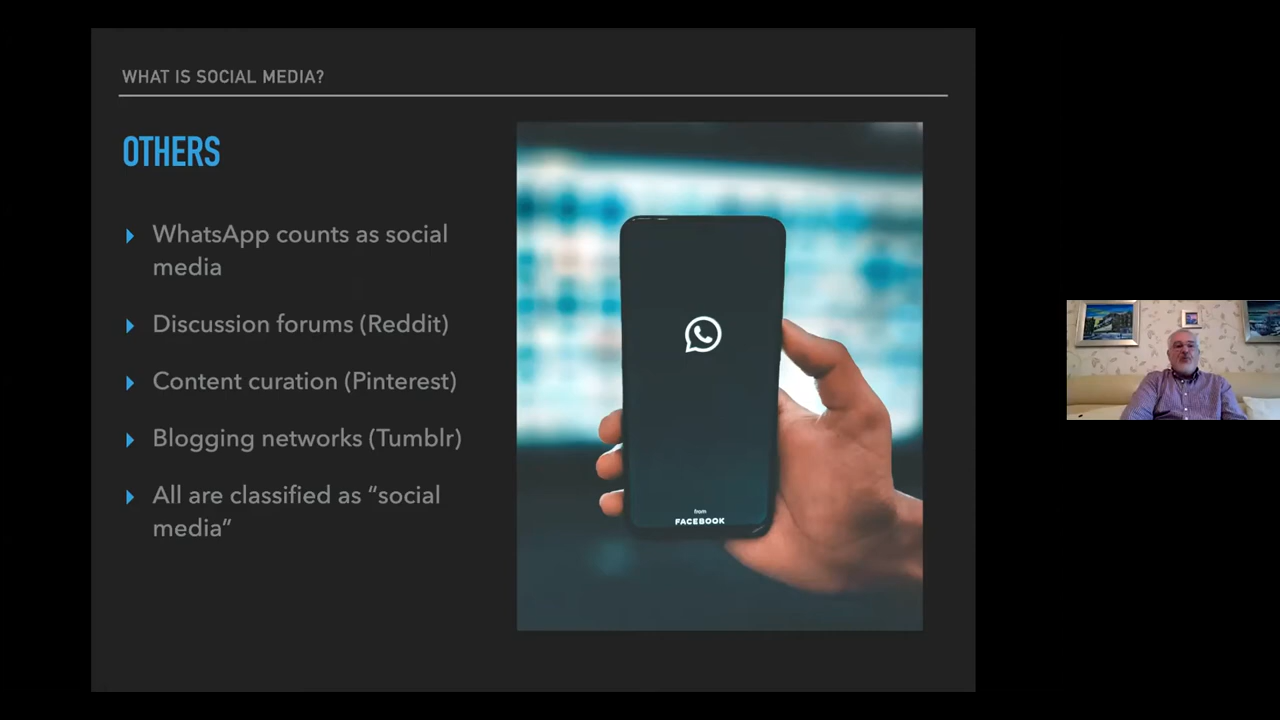 WHAT IS SOCIAL MEDIA?
OTHERS
WhatsApp counts as social
media
Discussion forums (Reddit)
Content curation (Pinterest)
Blogging networks (Tumblr)
All are classified as “social
media”
from
FACEBOOK